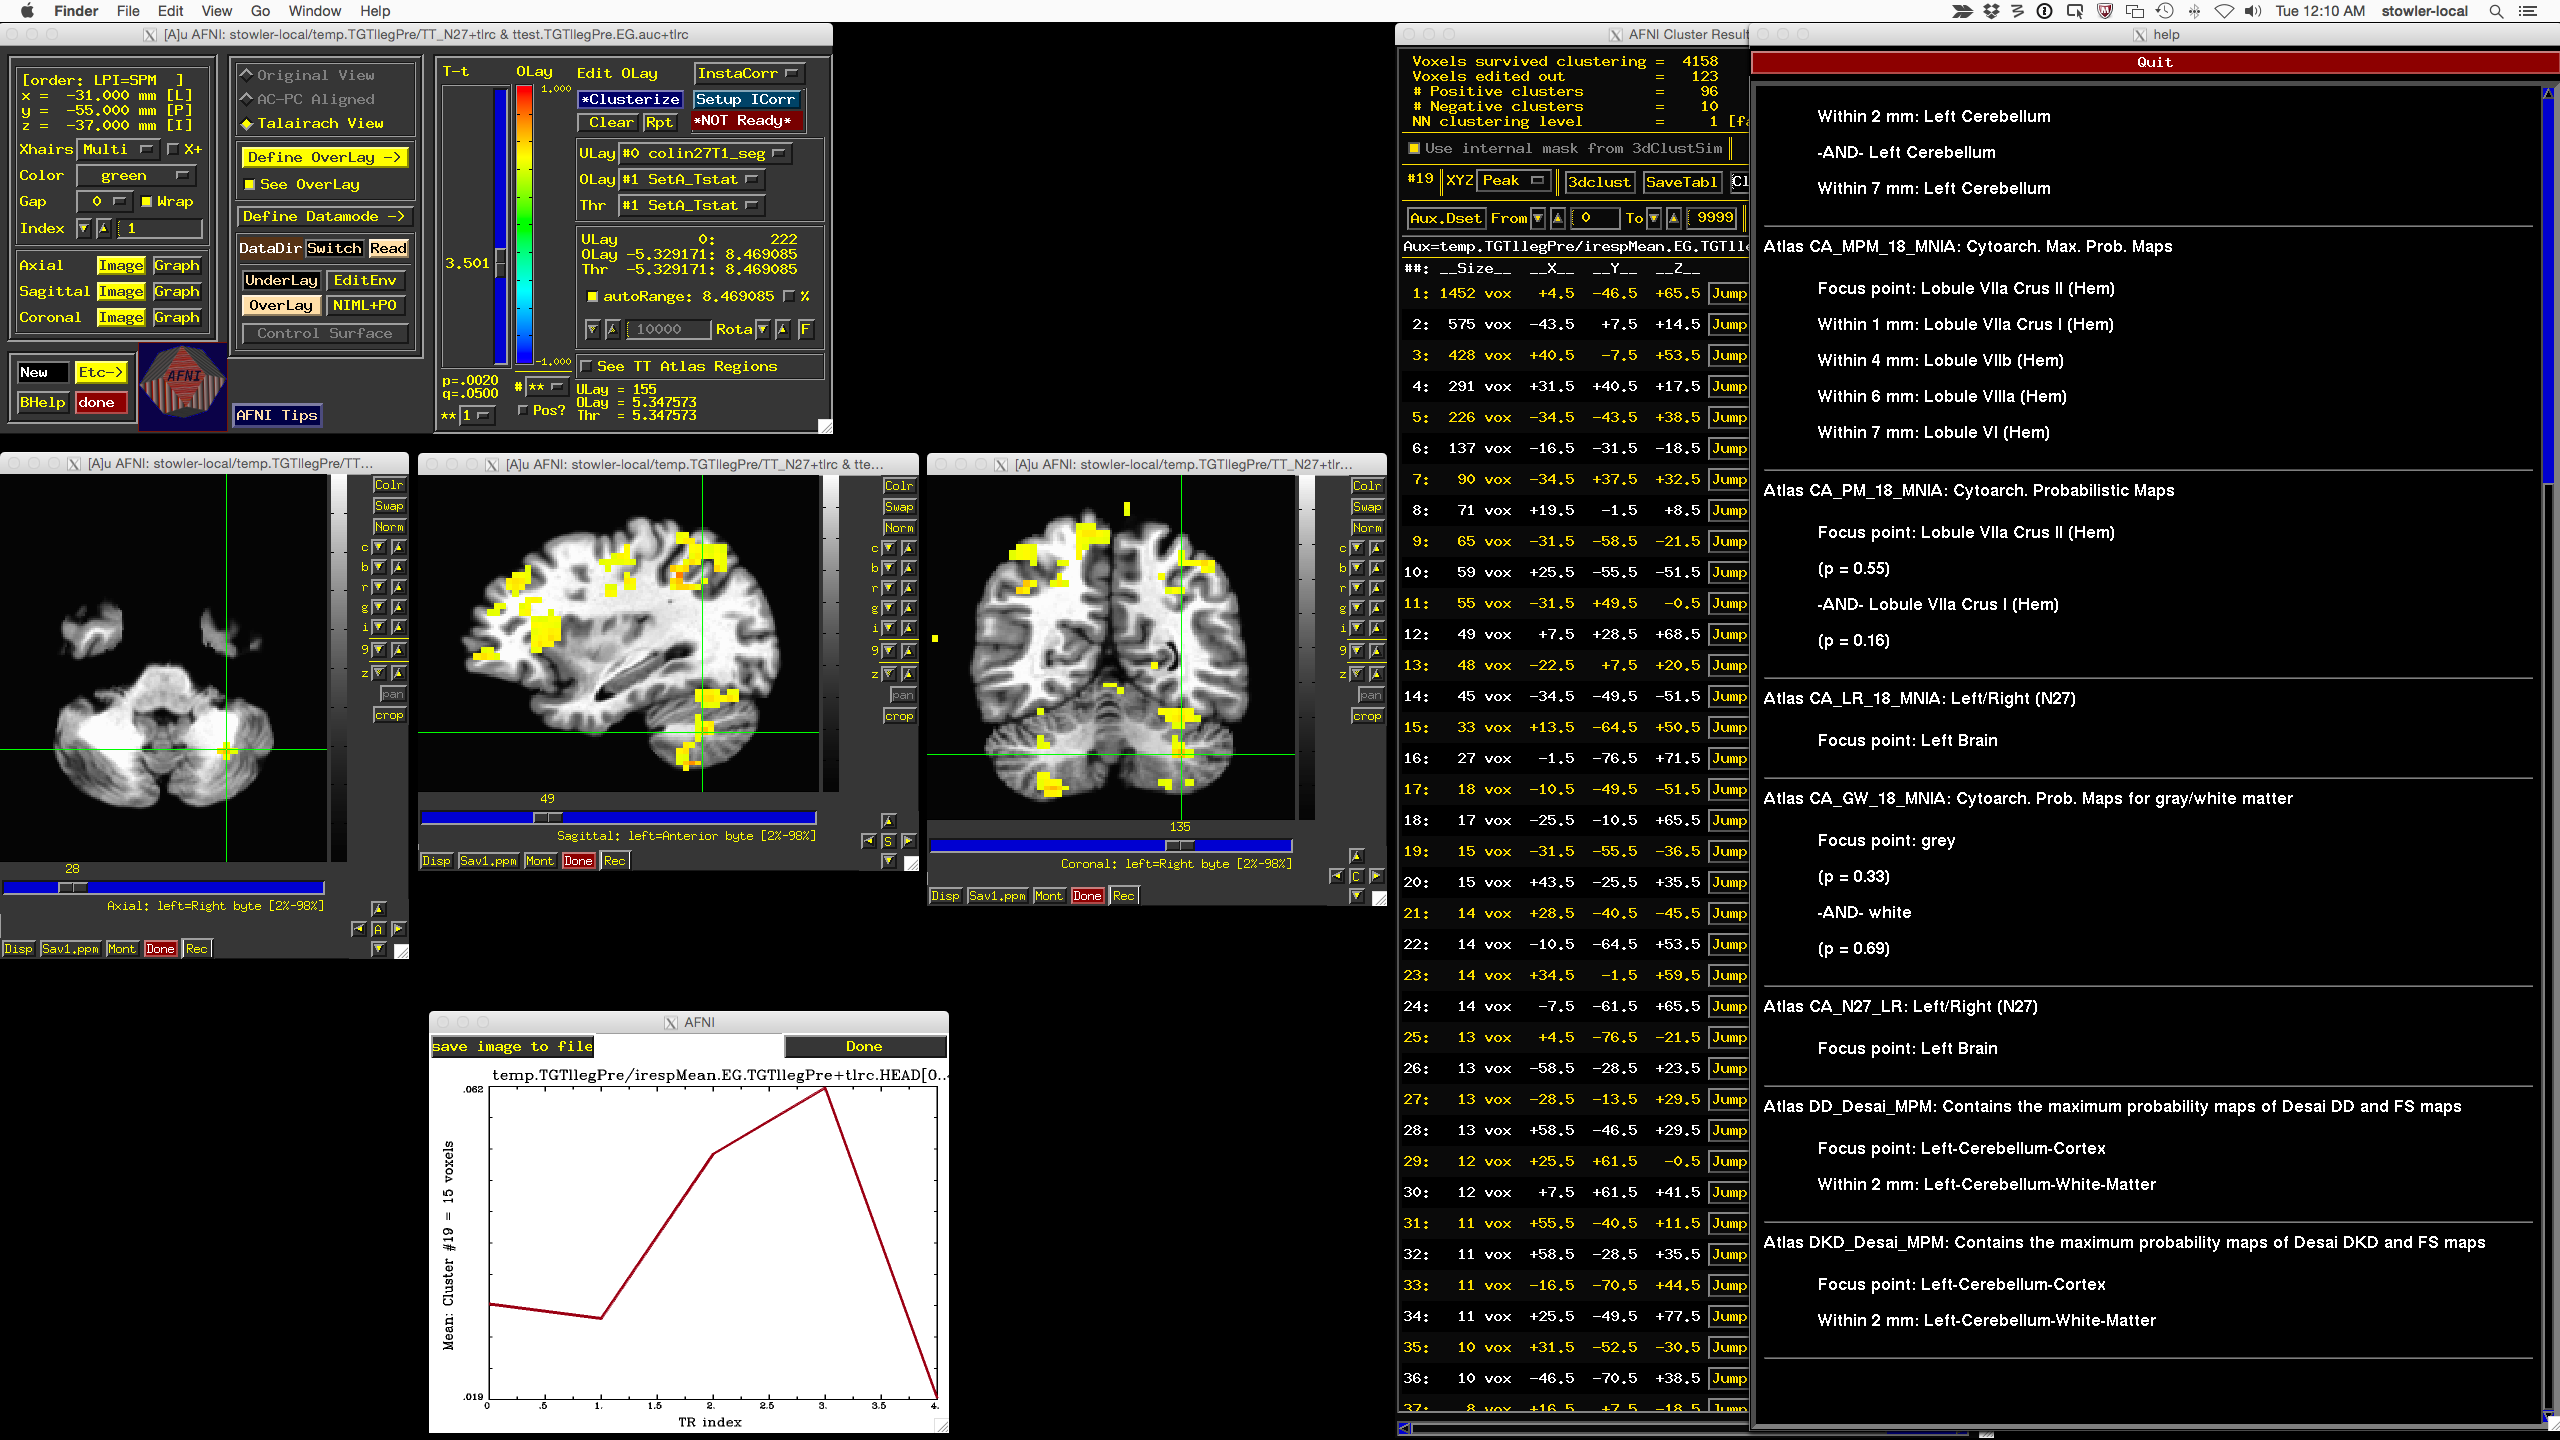 Finder File Edit View Go Window Help
Tue 12:10 AM stowler-local
[A]u AFNI: stowler-local/temp.TGTllegPre/TT_N27+tlrc & ttest.TGTllegPre.EG.auc+tlrc
[order: LPI=SPM ]
x = -31.000 mm [L]
y = -55.000 mm [P]
z = -37.000 mm [I]
Xhairs Multi X+
Color green
Gap 0 Wrap
Index 1
Axial Image Graph
Sagittal Image Graph
Coronal Image Graph
New Etc->
BHelp done
AFNI
Original View
AC-PC Aligned
Talairach View
Define OverLay ->
See OverLay
Define Datamode ->
DataDir Switch Read
UnderLay EditEnv
OverLay NIML+PO
Control Surface
AFNI Tips
T-t OLay
1.000
3.501
-1.000
p=.0020
q=.0500
# **
** 1
Pos?
Edit OLay InstaCorr
*Clusterize Setup ICorr
Clear Rpt *NOT Ready*
ULay #0 colin27T1_seg
OLay #1 SetA_Tstat
Thr #1 SetA_Tstat
ULay 0: 222
OLay -5.329171: 8.469085
Thr -5.329171: 8.469085
autoRange: 8.469085 %
10000 Rota F
See TT Atlas Regions
ULay = 155
OLay = 5.347573
Thr = 5.347573
[A]u AFNI: stowler-local/temp.TGTllegPre/TT...
Colr
Swap
Norm
c
b
r
g
i
9
z
pan
crop
28
Axial: left=Right byte [2%-98%]
A
Disp Sav1.ppm Mont Done Rec
[A]u AFNI: stowler-local/temp.TGTllegPre/TT_N27+tlrc & tte...
Colr
Swap
Norm
c
b
r
g
i
9
z
pan
crop
49
Sagittal: left=Anterior byte [2%-98%]
S
Disp Sav1.ppm Mont Done Rec
[A]u AFNI: stowler-local/temp.TGTllegPre/TT_N27+tlr...
Colr
Swap
Norm
c
b
r
g
i
9
z
pan
crop
135
Coronal: left=Right byte [2%-98%]
C
Disp Sav1.ppm Mont Done Rec
AFNI
save image to file Done
temp.TGTllegPre/irespMean.EG.TGTllegPre+tlrc.HEAD[0..
.062
Mean: Cluster #19 = 15 voxels
.019
0 .5 1. 1.5 2. 2.5 3. 3.5 4.
TR index
AFNI Cluster Result
Voxels survived clustering = 4158
Voxels edited out = 123
# Positive clusters = 96
# Negative clusters = 10
NN clustering level = 1 [fa
Use internal mask from 3dClustSim
#19 XYZ Peak 3dclust SaveTabl Cl
Aux.Dset From 0 To 9999
Aux=temp.TGTllegPre/irespMean.EG.TGTlle
##: __Size__ __X__ __Y__ __Z__
1: 1452 vox +4.5 -46.5 +65.5 Jump
2: 575 vox -43.5 +7.5 +14.5 Jump
3: 428 vox +40.5 -7.5 +53.5 Jump
4: 291 vox +31.5 +40.5 +17.5 Jump
5: 226 vox -34.5 -43.5 +38.5 Jump
6: 137 vox -16.5 -31.5 -18.5 Jump
7: 90 vox -34.5 +37.5 +32.5 Jump
8: 71 vox +19.5 -1.5 +8.5 Jump
9: 65 vox -31.5 -58.5 -21.5 Jump
10: 59 vox +25.5 -55.5 -51.5 Jump
11: 55 vox -31.5 +49.5 -0.5 Jump
12: 49 vox +7.5 +28.5 +68.5 Jump
13: 48 vox -22.5 +7.5 +20.5 Jump
14: 45 vox -34.5 -49.5 -51.5 Jump
15: 33 vox +13.5 -64.5 +50.5 Jump
16: 27 vox -1.5 -76.5 +71.5 Jump
17: 18 vox -10.5 -49.5 -51.5 Jump
18: 17 vox -25.5 -10.5 +65.5 Jump
19: 15 vox -31.5 -55.5 -36.5 Jump
20: 15 vox +43.5 -25.5 +35.5 Jump
21: 14 vox +28.5 -40.5 -45.5 Jump
22: 14 vox -10.5 -64.5 +53.5 Jump
23: 14 vox +34.5 -1.5 +59.5 Jump
24: 14 vox -7.5 -61.5 +65.5 Jump
25: 13 vox +4.5 -76.5 -21.5 Jump
26: 13 vox -58.5 -28.5 +23.5 Jump
27: 13 vox -28.5 -13.5 +29.5 Jump
28: 13 vox +58.5 -46.5 +29.5 Jump
29: 12 vox +25.5 +61.5 -0.5 Jump
30: 12 vox +7.5 +61.5 +41.5 Jump
31: 11 vox +55.5 -40.5 +11.5 Jump
32: 11 vox +58.5 -28.5 +35.5 Jump
33: 11 vox -16.5 -70.5 +44.5 Jump
34: 11 vox +25.5 -49.5 +77.5 Jump
35: 10 vox +31.5 -52.5 -30.5 Jump
36: 10 vox -46.5 -70.5 +38.5 Jump
37: 8 vox +16.5 +7.5 -18.5 Jump
help
Quit
Within 2 mm: Left Cerebellum
-AND- Left Cerebellum
Within 7 mm: Left Cerebellum
Atlas CA_MPM_18_MNIA: Cytoarch. Max. Prob. Maps
Focus point: Lobule VIIa Crus II (Hem)
Within 1 mm: Lobule VIIa Crus I (Hem)
Within 4 mm: Lobule VIIb (Hem)
Within 6 mm: Lobule VIIIa (Hem)
Within 7 mm: Lobule VI (Hem)
Atlas CA_PM_18_MNIA: Cytoarch. Probabilistic Maps
Focus point: Lobule VIIa Crus II (Hem)
(p = 0.55)
-AND- Lobule VIIa Crus I (Hem)
(p = 0.16)
Atlas CA_LR_18_MNIA: Left/Right (N27)
Focus point: Left Brain
Atlas CA_GW_18_MNIA: Cytoarch. Prob. Maps for gray/white matter
Focus point: grey
(p = 0.33)
-AND- white
(p = 0.69)
Atlas CA_N27_LR: Left/Right (N27)
Focus point: Left Brain
Atlas DD_Desai_MPM: Contains the maximum probability maps of Desai DD and FS maps
Focus point: Left-Cerebellum-Cortex
Within 2 mm: Left-Cerebellum-White-Matter
Atlas DKD_Desai_MPM: Contains the maximum probability maps of Desai DKD and FS maps
Focus point: Left-Cerebellum-Cortex
Within 2 mm: Left-Cerebellum-White-Matter